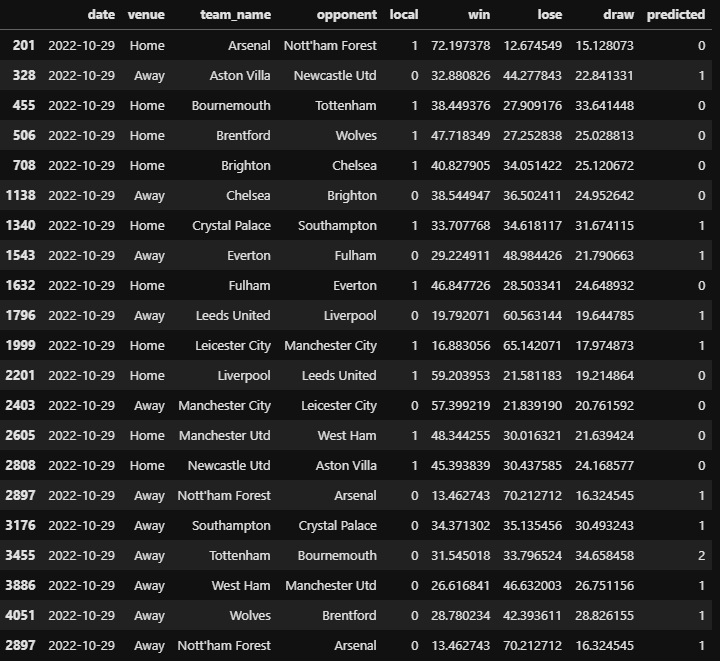 date venue team_name opponent local win lose draw predicted
201 2022-10-29 Home Arsenal Nott'ham Forest 1 72.197378 12.674549 15.128073 0
328 2022-10-29 Away Aston Villa Newcastle Utd 0 32.880826 44.277843 22.841331 1
455 2022-10-29 Home Bournemouth Tottenham 1 38.449376 27.909176 33.641448 0
506 2022-10-29 Home Brentford Wolves 1 47.718349 27.252838 25.028813 0
708 2022-10-29 Home Brighton Chelsea 1 40.827905 34.051422 25.120672 0
1138 2022-10-29 Away Chelsea Brighton 0 38.544947 36.502411 24.952642 0
1340 2022-10-29 Home Crystal Palace Southampton 1 33.707768 34.618117 31.674115 1
1543 2022-10-29 Away Everton Fulham 0 29.224911 48.984426 21.790663 1
1632 2022-10-29 Home Fulham Everton 1 46.847726 28.503341 24.648932 0
1796 2022-10-29 Away Leeds United Liverpool 0 19.792071 60.563144 19.644785 1
1999 2022-10-29 Home Leicester City Manchester City 1 16.883056 65.142071 17.974873 1
2201 2022-10-29 Home Liverpool Leeds United 1 59.203953 21.581183 19.214864 0
2403 2022-10-29 Away Manchester City Leicester City 0 57.399219 21.839190 20.761592 0
2605 2022-10-29 Home Manchester Utd West Ham 1 48.344255 30.016321 21.639424 0
2808 2022-10-29 Home Newcastle Utd Aston Villa 1 45.393839 30.437585 24.168577 0
2897 2022-10-29 Away Nott'ham Forest Arsenal 0 13.462743 70.212712 16.324545 1
3176 2022-10-29 Away Southampton Crystal Palace 0 34.371302 35.135456 30.493243 1
3455 2022-10-29 Away Tottenham Bournemouth 0 31.545018 33.796524 34.658458 2
3886 2022-10-29 Away West Ham Manchester Utd 0 26.616841 46.632003 26.751156 1
4051 2022-10-29 Away Wolves Brentford 0 28.780234 42.393611 28.826155 1
2897 2022-10-29 Away Nott'ham Forest Arsenal 0 13.462743 70.212712 16.324545 1